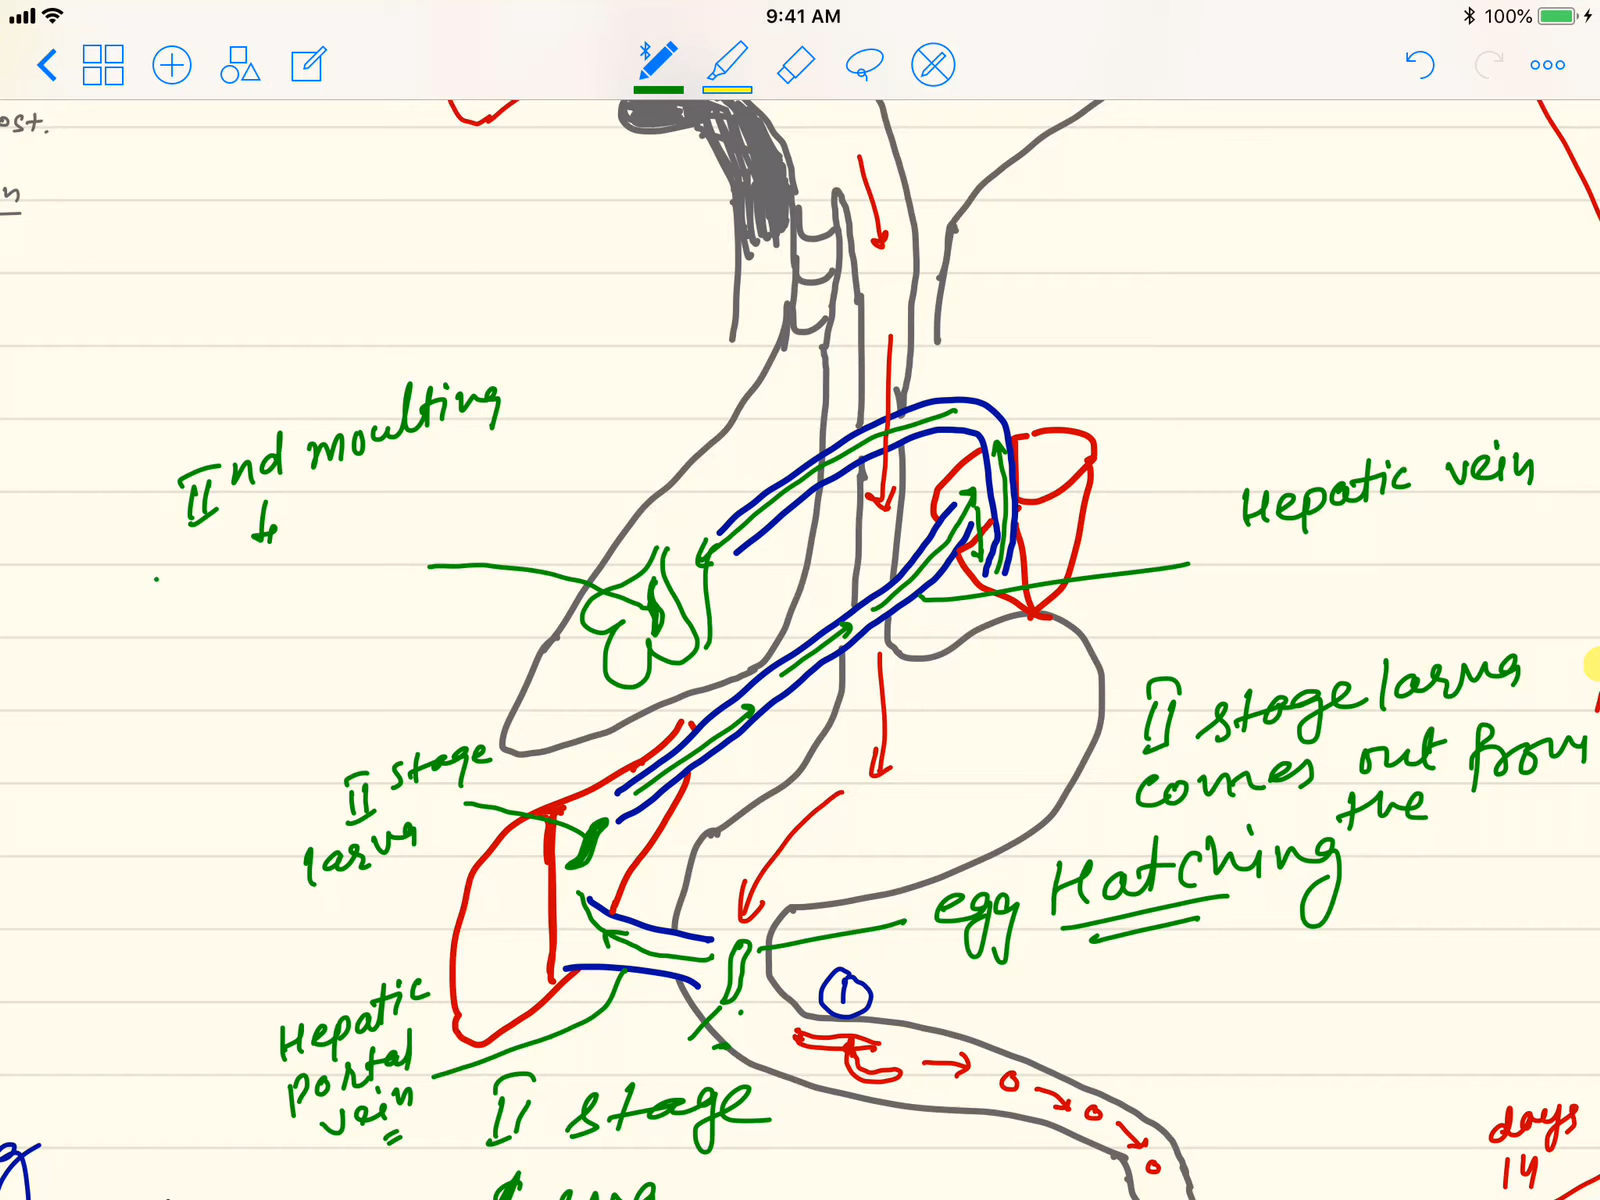 9:41 AM
100%
ost.
n
IInd moulting
Hepatic vein
II stage larva
comes out from
the
egg Hatching
II stage
larva
Hepatic
portal
vein
1
II stage
days
14